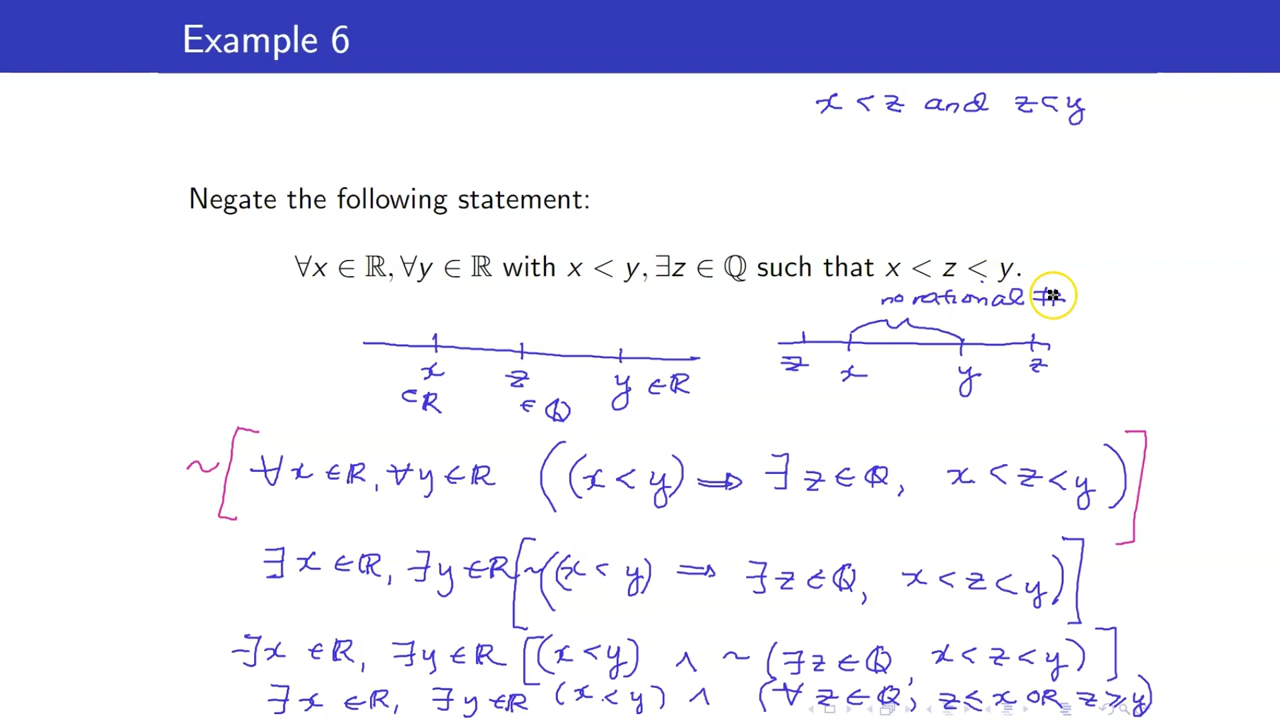 Example 6
x < z and z < y
Negate the following statement:
∀x ∈ ℝ, ∀y ∈ ℝ with x < y, ∃z ∈ ℚ such that x < z < y.
no rational #
x z y ∈ ℝ z x y z
∈ ℝ ∈ ℚ
~[∀x ∈ ℝ, ∀y ∈ ℝ ((x < y) ⟹ ∃z ∈ ℚ, x < z < y)]
∃x ∈ ℝ, ∃y ∈ ℝ [~((x < y) ⟹ ∃z ∈ ℚ, x < z < y)]
∃x ∈ ℝ, ∃y ∈ ℝ [(x < y) ∧ ~(∃z ∈ ℚ, x < z < y)]
∃x ∈ ℝ, ∃y ∈ ℝ (x < y) ∧ (∀z ∈ ℚ, z ≤ x OR z ≥ y)